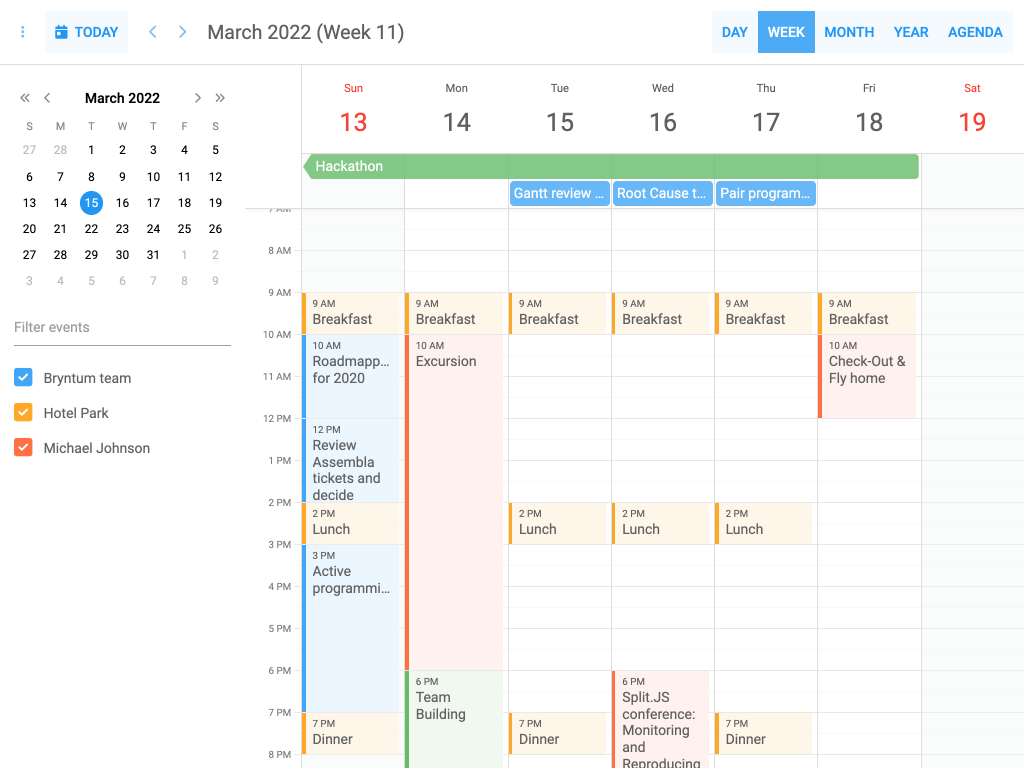 TODAY
March 2022 (Week 11)
DAY WEEK MONTH YEAR AGENDA
March 2022
S M T W T F S
27 28 1 2 3 4 5
6 7 8 9 10 11 12
13 14 15 16 17 18 19
20 21 22 23 24 25 26
27 28 29 30 31 1 2
3 4 5 6 7 8 9
Filter events
Bryntum team
Hotel Park
Michael Johnson
Sun Mon Tue Wed Thu Fri Sat
13 14 15 16 17 18 19
Hackathon
Gantt review ... Root Cause t... Pair program...
7 AM
8 AM
9 AM
10 AM
11 AM
12 PM
1 PM
2 PM
3 PM
4 PM
5 PM
6 PM
7 PM
8 PM
9 AM
Breakfast
10 AM
Roadmapp...
for 2020
12 PM
Review
Assembla
tickets and
decide
2 PM
Lunch
3 PM
Active
programmi...
7 PM
Dinner
9 AM
Breakfast
10 AM
Excursion
6 PM
Team
Building
9 AM
Breakfast
2 PM
Lunch
7 PM
Dinner
9 AM
Breakfast
2 PM
Lunch
6 PM
Split.JS
conference:
Monitoring
and
Reproducing
9 AM
Breakfast
2 PM
Lunch
7 PM
Dinner
9 AM
Breakfast
10 AM
Check-Out &
Fly home